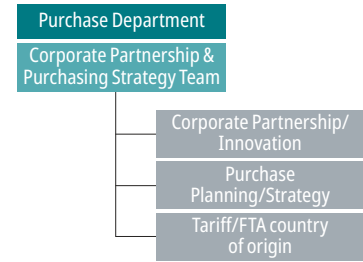 Purchase Department
Corporate Partnership &
Purchasing Strategy Team
Corporate Partnership/
Innovation
Purchase
Planning/Strategy
Tariff/FTA country
of origin